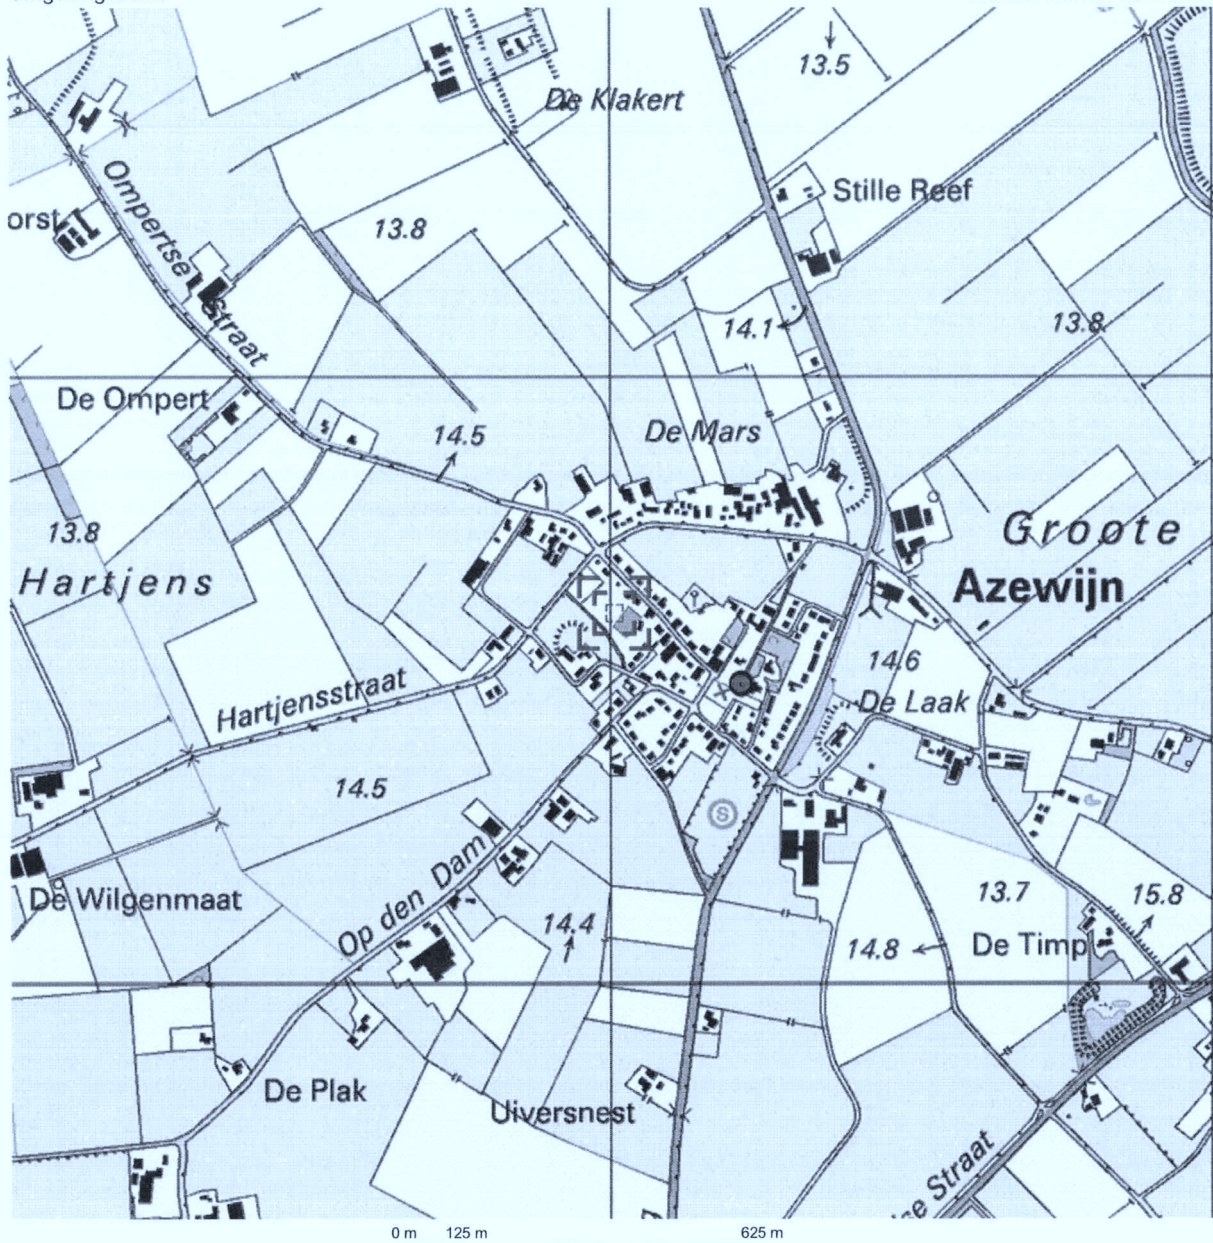 13.5
De Klakert
Ompertse Straat
Stille Reef
orst
13.8
14.1
13.8
De Ompert
14.5
De Mars
13.8
Groote
Hartjens
Azewijn
14.6
Hartjensstraat
De Laak
14.5
S
De Wilgenmaat
Op den Dam
13.7
15.8
14.4
14.8
De Timp
De Plak
Uiversnest
se Straat
0 m 125 m 625 m